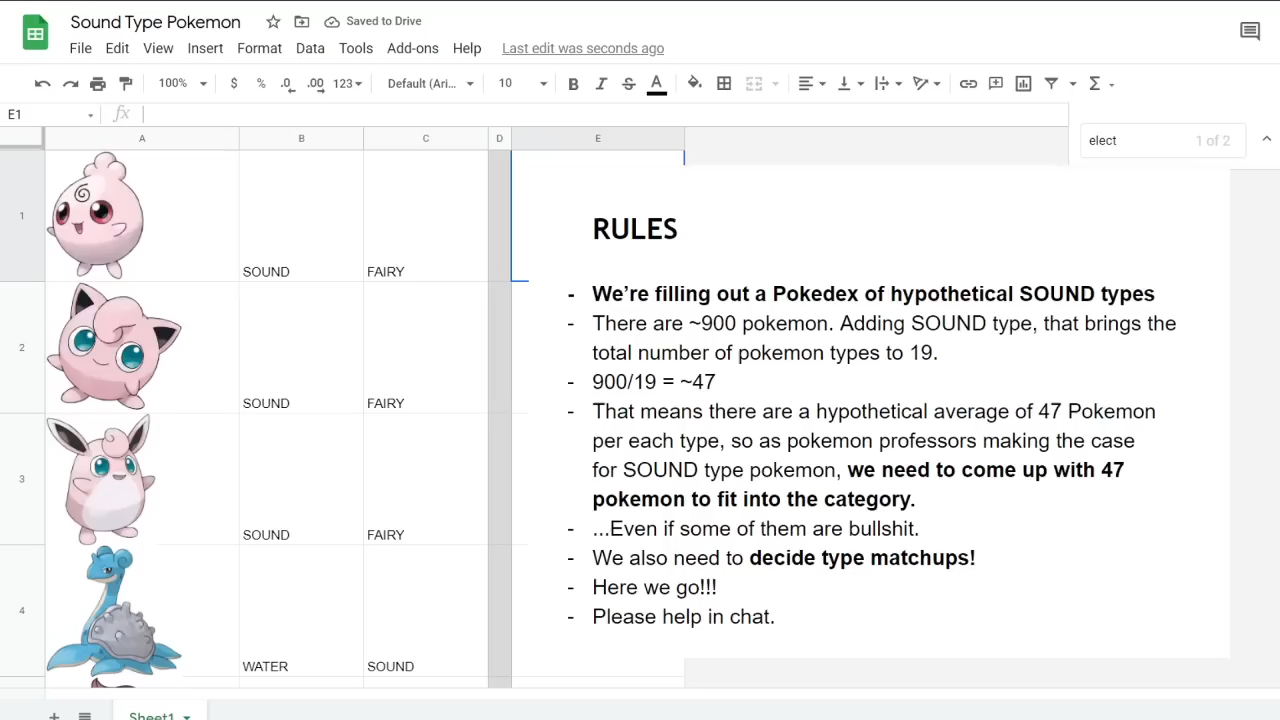 Sound Type Pokemon
Saved to Drive
File Edit View Insert Format Data Tools Add-ons Help Last edit was seconds ago
100% $ % .0 .00 123 Default (Ari... 10 B I S A Σ
E1 fx
elect 1 of 2
A B C D E
1 SOUND FAIRY
2 SOUND FAIRY
3 SOUND FAIRY
4 WATER SOUND
RULES
- We’re filling out a Pokedex of hypothetical SOUND types
- There are ~900 pokemon. Adding SOUND type, that brings the
total number of pokemon types to 19.
- 900/19 = ~47
- That means there are a hypothetical average of 47 Pokemon
per each type, so as pokemon professors making the case
for SOUND type pokemon, we need to come up with 47
pokemon to fit into the category.
- ...Even if some of them are bullshit.
- We also need to decide type matchups!
- Here we go!!!
- Please help in chat.
+ Sheet1